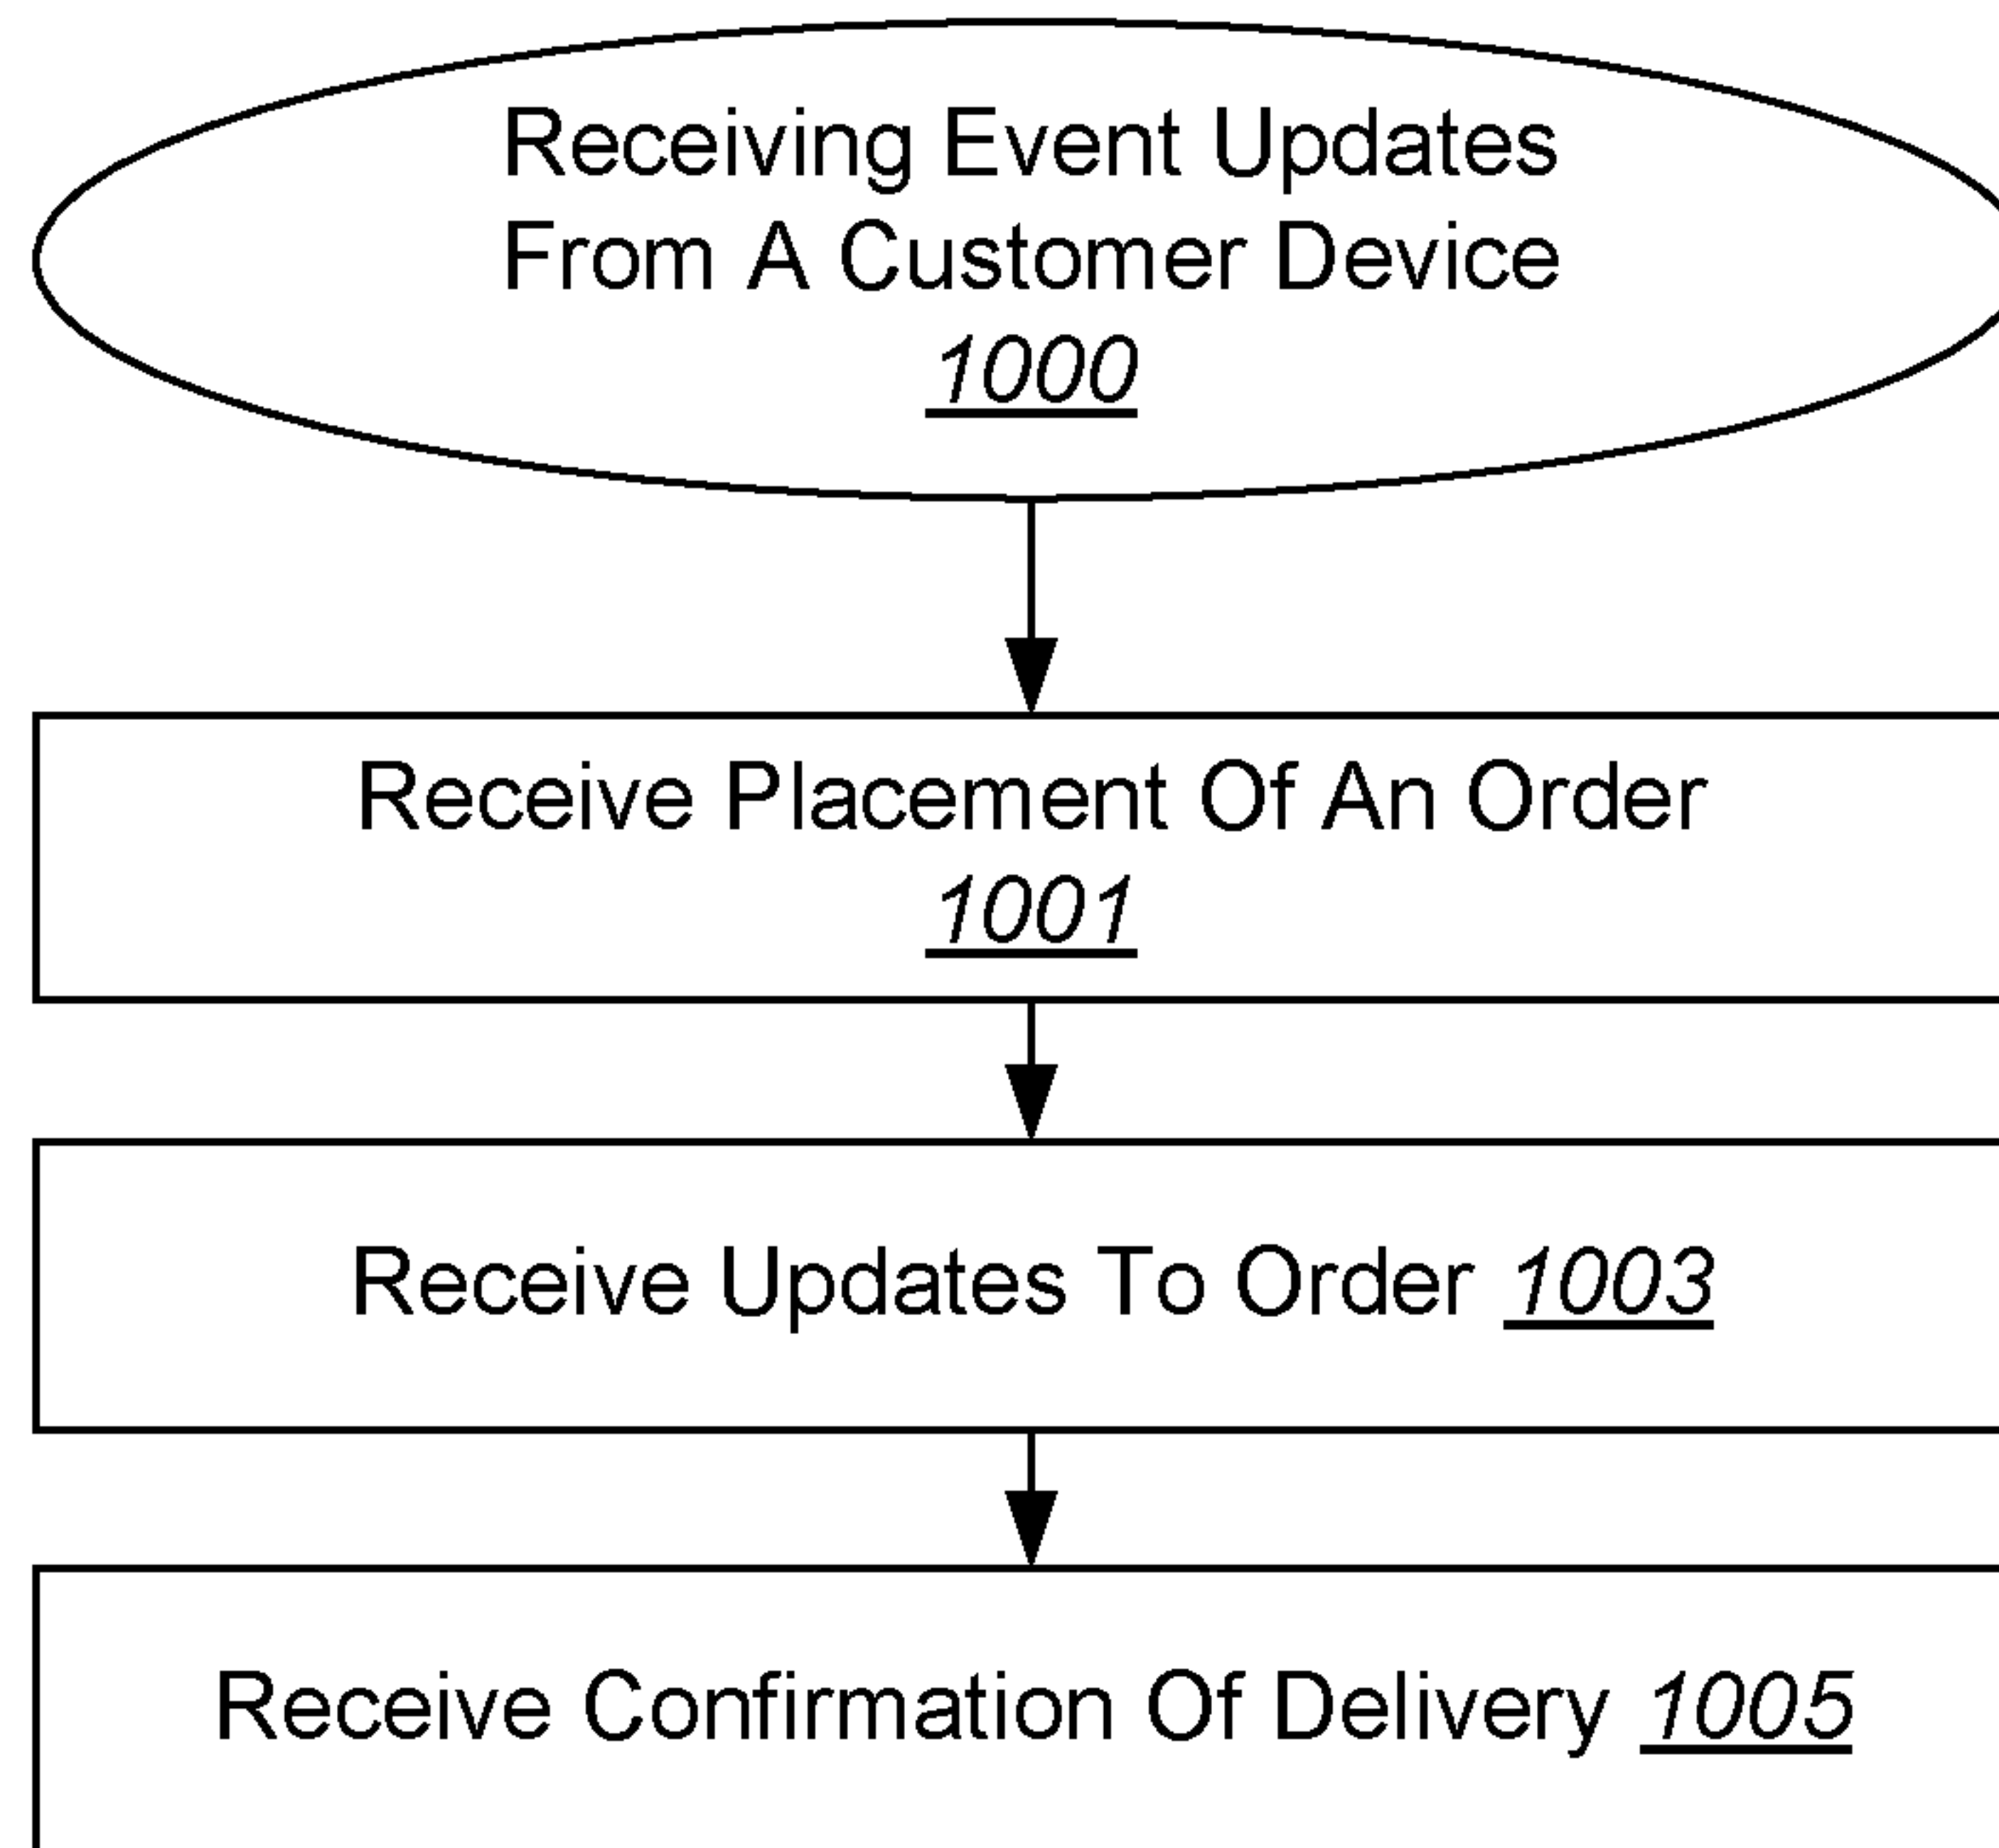 Receiving Event Updates
From A Customer Device
1000
Receive Placement Of An Order
1001
Receive Updates To Order 1003
Receive Confirmation Of Delivery 1005